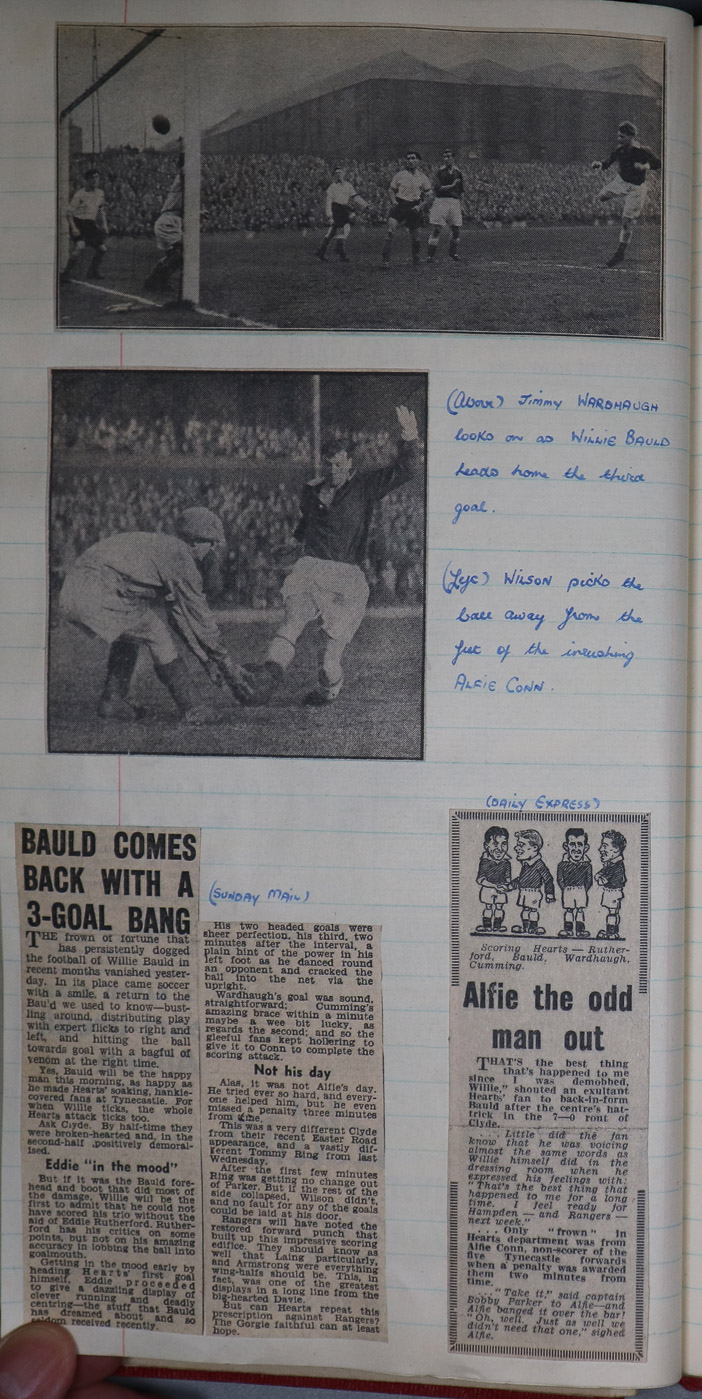 (Above) Jimmy WARDHAUGH
looks on as WILLIE BAULD
heads home the third
goal.
(Left) WILSON picks the
ball away from the
feet of the inrushing
ALFIE CONN.
BAULD COMES
BACK WITH A
3-GOAL BANG
THE frown of fortune that
has persistently dogged
the football of Willie Bauld in
recent months vanished yester-
day. In its place came soccer
with a smile, a return to the
Bau'd we used to know—bust-
ling around, distributing play
with expert flicks to right and
left, and hitting the ball
towards goal with a bagful of
venom at the right time.
Yes, Bauld will be the happy
man this morning, as happy as
he made Hearts' soaking, hankie-
covered fans at Tynecastle. For
when Willie ticks, the whole
Hearts attack ticks too.
Ask Clyde. By half-time they
were broken-hearted and, in the
second-half positively demoral-
ised.
Eddie "in the mood"
But if it was the Bauld fore-
head and boot that did most of
the damage, Willie will be the
first to admit that he could not
have scored his trio without the
aid of Eddie Rutherford. Ruther-
ford has his critics on some
points, but not on his amazing
accuracy in lobbing the ball into
goalmouth.
Getting in the mood early by
heading Hearts' first goal
himself, Eddie proceeded
to give a dazzling display of
clever running and deadly
centring—the stuff that Bauld
has dreamed about and so
seldom received recently.
(SUNDAY MAIL)
His two headed goals were
sheer perfection, his third, two
minutes after the interval, a
plain hint of the power in his
left foot as he danced round
an opponent and cracked the
ball into the net via the
upright.
Wardhaugh's goal was sound,
straightforward; Cumming's
amazing brace within a minute
maybe a wee bit lucky, as
regards the second; and so the
gleeful fans kept hollering to
give it to Conn to complete the
scoring attack.
Not his day
Alas, it was not Alfie's day.
He tried ever so hard, and every-
one helped him, but he even
missed a penalty three minutes
from time.
This was a very different Clyde
from their recent Easter Road
appearance, and a vastly dif-
ferent Tommy Ring from last
Wednesday.
After the first few minutes
Ring was getting no change out
of Parker. But if the rest of the
side collapsed, Wilson didn't,
and no fault for any of the goals
could be laid at his door.
Rangers will have noted the
restored forward punch that
built up this impressive scoring
edifice. They should know as
well that Laing particularly,
and Armstrong were everything
wing-halfs should be. This, in
fact, was one of the greatest
displays in a long line from the
big-hearted Davie.
But can Hearts repeat this
prescription against Rangers?
The Gorgie faithful can at least
hope.
(DAILY EXPRESS)
Scoring Hearts — Ruther-
ford, Bauld, Wardhaugh,
Cumming.
Alfie the odd
man out
THAT'S the best thing
that's happened to me
since I was demobbed,
Willie," shouted an exultant
Hearts' fan to back-in-form
Bauld after the centre's hat-
trick in the 7—0 rout of
Clyde.
. . . Little did the fan
know that he was voicing
almost the same words as
Willie himself did in the
dressing room when he
expressed his feelings with:
"That's the best thing that
happened to me for a long
time. I feel ready for
Hampden — and Rangers —
next week."
. . . Only "frown" in
Hearts department was from
Alfie Conn, non-scorer of the
five Tynecastle forwards
when a penalty was awarded
them two minutes from
time.
. . . "Take it," said captain
Bobby Parker to Alfie—and
Alfie banged it over the bar!
"Oh, well. Just as well we
didn't need that one," sighed
Alfie.